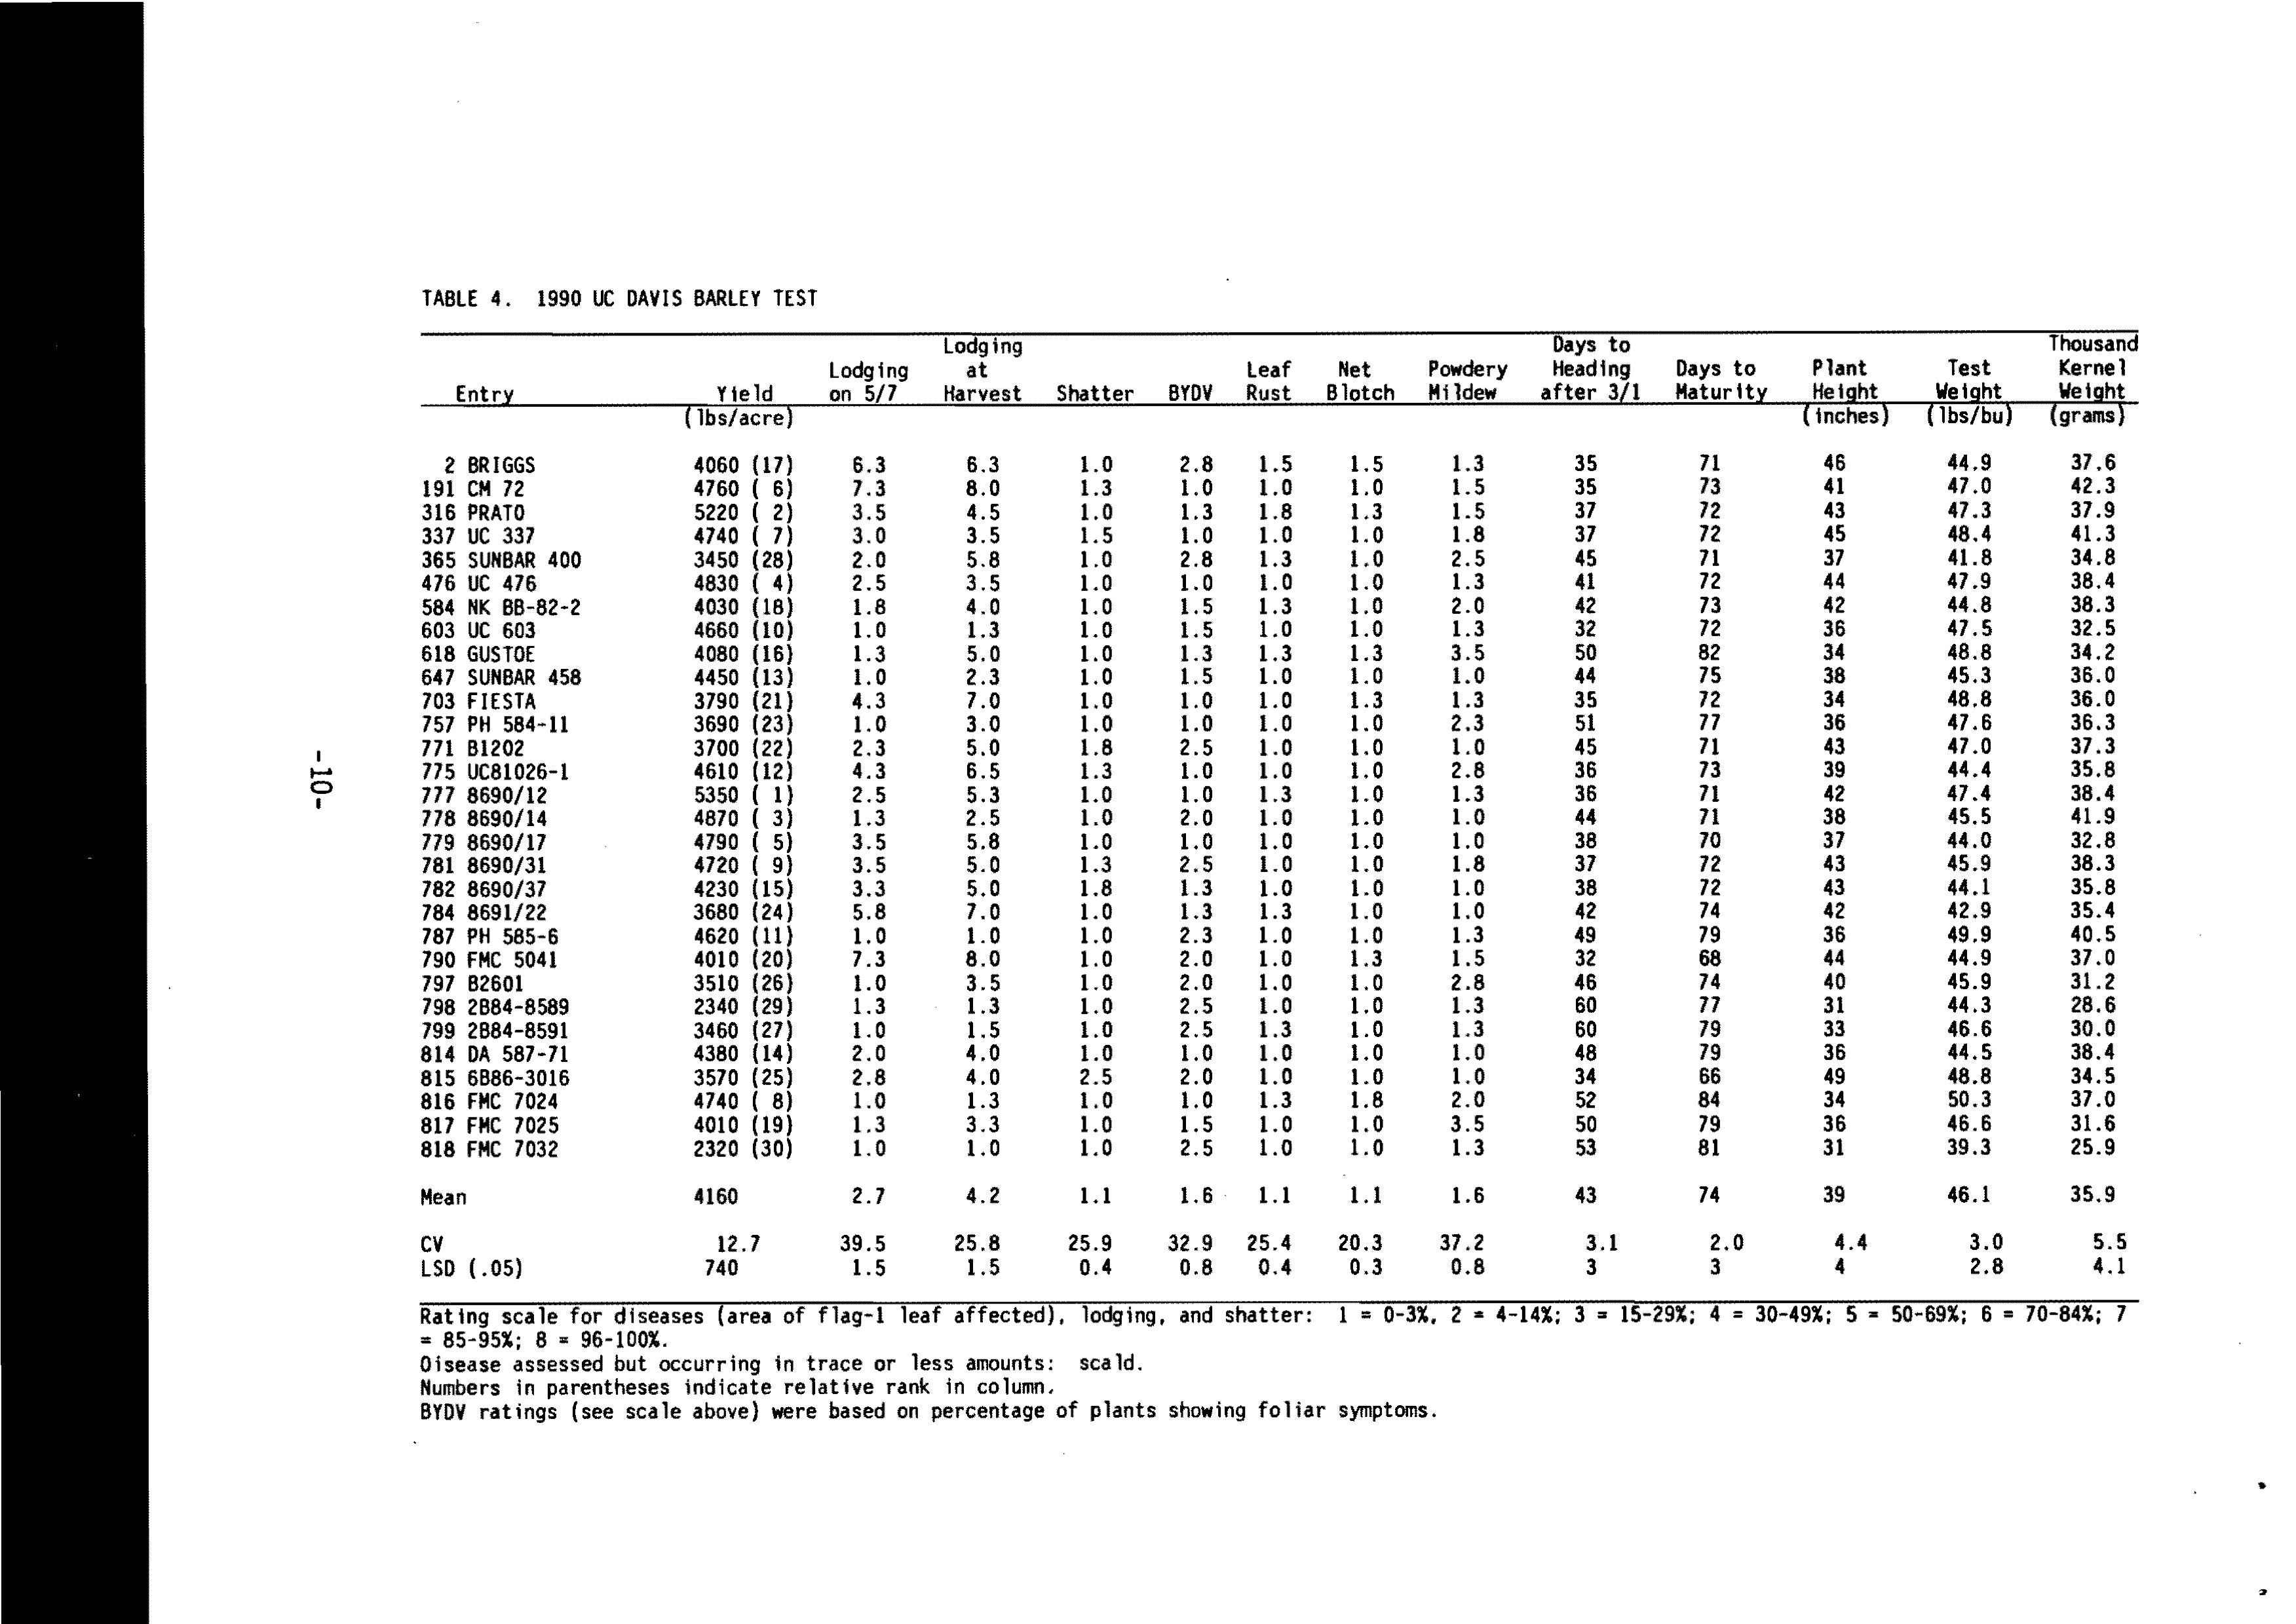 TABLE 4. 1990 UC DAVIS BARLEY TEST
Lodging Days to Thousand
Lodging at Leaf Net Powdery Heading Days to Plant Test Kernel
Entry Yield on 5/7 Harvest Shatter BYDV Rust Blotch Mildew after 3/1 Maturity Height Weight Weight
(lbs/acre) (inches) (lbs/bu) (grams)
2 BRIGGS 4060 (17) 6.3 6.3 1.0 2.8 1.5 1.5 1.3 35 71 46 44.9 37.6
191 CM 72 4760 ( 6) 7.3 8.0 1.3 1.0 1.0 1.0 1.5 35 73 41 47.0 42.3
316 PRATO 5220 ( 2) 3.5 4.5 1.0 1.3 1.8 1.3 1.5 37 72 43 47.3 37.9
337 UC 337 4740 ( 7) 3.0 3.5 1.5 1.0 1.0 1.0 1.8 37 72 45 48.4 41.3
365 SUNBAR 400 3450 (28) 2.0 5.8 1.0 2.8 1.3 1.0 2.5 45 71 37 41.8 34.8
476 UC 476 4830 ( 4) 2.5 3.5 1.0 1.0 1.0 1.0 1.3 41 72 44 47.9 38.4
584 NK BB-82-2 4030 (18) 1.8 4.0 1.0 1.5 1.3 1.0 2.0 42 73 42 44.8 38.3
603 UC 603 4660 (10) 1.0 1.3 1.0 1.5 1.0 1.0 1.3 32 72 36 47.5 32.5
618 GUSTOE 4080 (16) 1.3 5.0 1.0 1.3 1.3 1.3 3.5 50 82 34 48.8 34.2
647 SUNBAR 458 4450 (13) 1.0 2.3 1.0 1.5 1.0 1.0 1.0 44 75 38 45.3 36.0
703 FIESTA 3790 (21) 4.3 7.0 1.0 1.0 1.0 1.3 1.3 35 72 34 48.8 36.0
757 PH 584-11 3690 (23) 1.0 3.0 1.0 1.0 1.0 1.0 2.3 51 77 36 47.6 36.3
771 B1202 3700 (22) 2.3 5.0 1.8 2.5 1.0 1.0 1.0 45 71 43 47.0 37.3
775 UC81026-1 4610 (12) 4.3 6.5 1.3 1.0 1.0 1.0 2.8 36 73 39 44.4 35.8
777 8690/12 5350 ( 1) 2.5 5.3 1.0 1.0 1.3 1.0 1.3 36 71 42 47.4 38.4
778 8690/14 4870 ( 3) 1.3 2.5 1.0 2.0 1.0 1.0 1.0 44 71 38 45.5 41.9
779 8690/17 4790 ( 5) 3.5 5.8 1.0 1.0 1.0 1.0 1.0 38 70 37 44.0 32.8
781 8690/31 4720 ( 9) 3.5 5.0 1.3 2.5 1.0 1.0 1.8 37 72 43 45.9 38.3
782 8690/37 4230 (15) 3.3 5.0 1.8 1.3 1.0 1.0 1.0 38 72 43 44.1 35.8
784 8691/22 3680 (24) 5.8 7.0 1.0 1.3 1.3 1.0 1.0 42 74 42 42.9 35.4
787 PH 585-6 4620 (11) 1.0 1.0 1.0 2.3 1.0 1.0 1.3 49 79 36 49.9 40.5
790 FMC 5041 4010 (20) 7.3 8.0 1.0 2.0 1.0 1.3 1.5 32 68 44 44.9 37.0
797 B2601 3510 (26) 1.0 3.5 1.0 2.0 1.0 1.0 2.8 46 74 40 45.9 31.2
798 2B84-8589 2340 (29) 1.3 1.3 1.0 2.5 1.0 1.0 1.3 60 77 31 44.3 28.6
799 2B84-8591 3460 (27) 1.0 1.5 1.0 2.5 1.3 1.0 1.3 60 79 33 46.6 30.0
814 DA 587-71 4380 (14) 2.0 4.0 1.0 1.0 1.0 1.0 1.0 48 79 36 44.5 38.4
815 6B86-3016 3570 (25) 2.8 4.0 2.5 2.0 1.0 1.0 1.0 34 66 49 48.8 34.5
816 FMC 7024 4740 ( 8) 1.0 1.3 1.0 1.0 1.3 1.8 2.0 52 84 34 50.3 37.0
817 FMC 7025 4010 (19) 1.3 3.3 1.0 1.5 1.0 1.0 3.5 50 79 36 46.6 31.6
818 FMC 7032 2320 (30) 1.0 1.0 1.0 2.5 1.0 1.0 1.3 53 81 31 39.3 25.9
Mean 4160 2.7 4.2 1.1 1.6 1.1 1.1 1.6 43 74 39 46.1 35.9
CV 12.7 39.5 25.8 25.9 32.9 25.4 20.3 37.2 3.1 2.0 4.4 3.0 5.5
LSD (.05) 740 1.5 1.5 0.4 0.8 0.4 0.3 0.8 3 3 4 2.8 4.1
Rating scale for diseases (area of flag-1 leaf affected), lodging, and shatter: 1 = 0-3%, 2 = 4-14%; 3 = 15-29%; 4 = 30-49%; 5 = 50-69%; 6 = 70-84%; 7
= 85-95%; 8 = 96-100%.
Disease assessed but occurring in trace or less amounts: scald.
Numbers in parentheses indicate relative rank in column.
BYDV ratings (see scale above) were based on percentage of plants showing foliar symptoms.
-10-